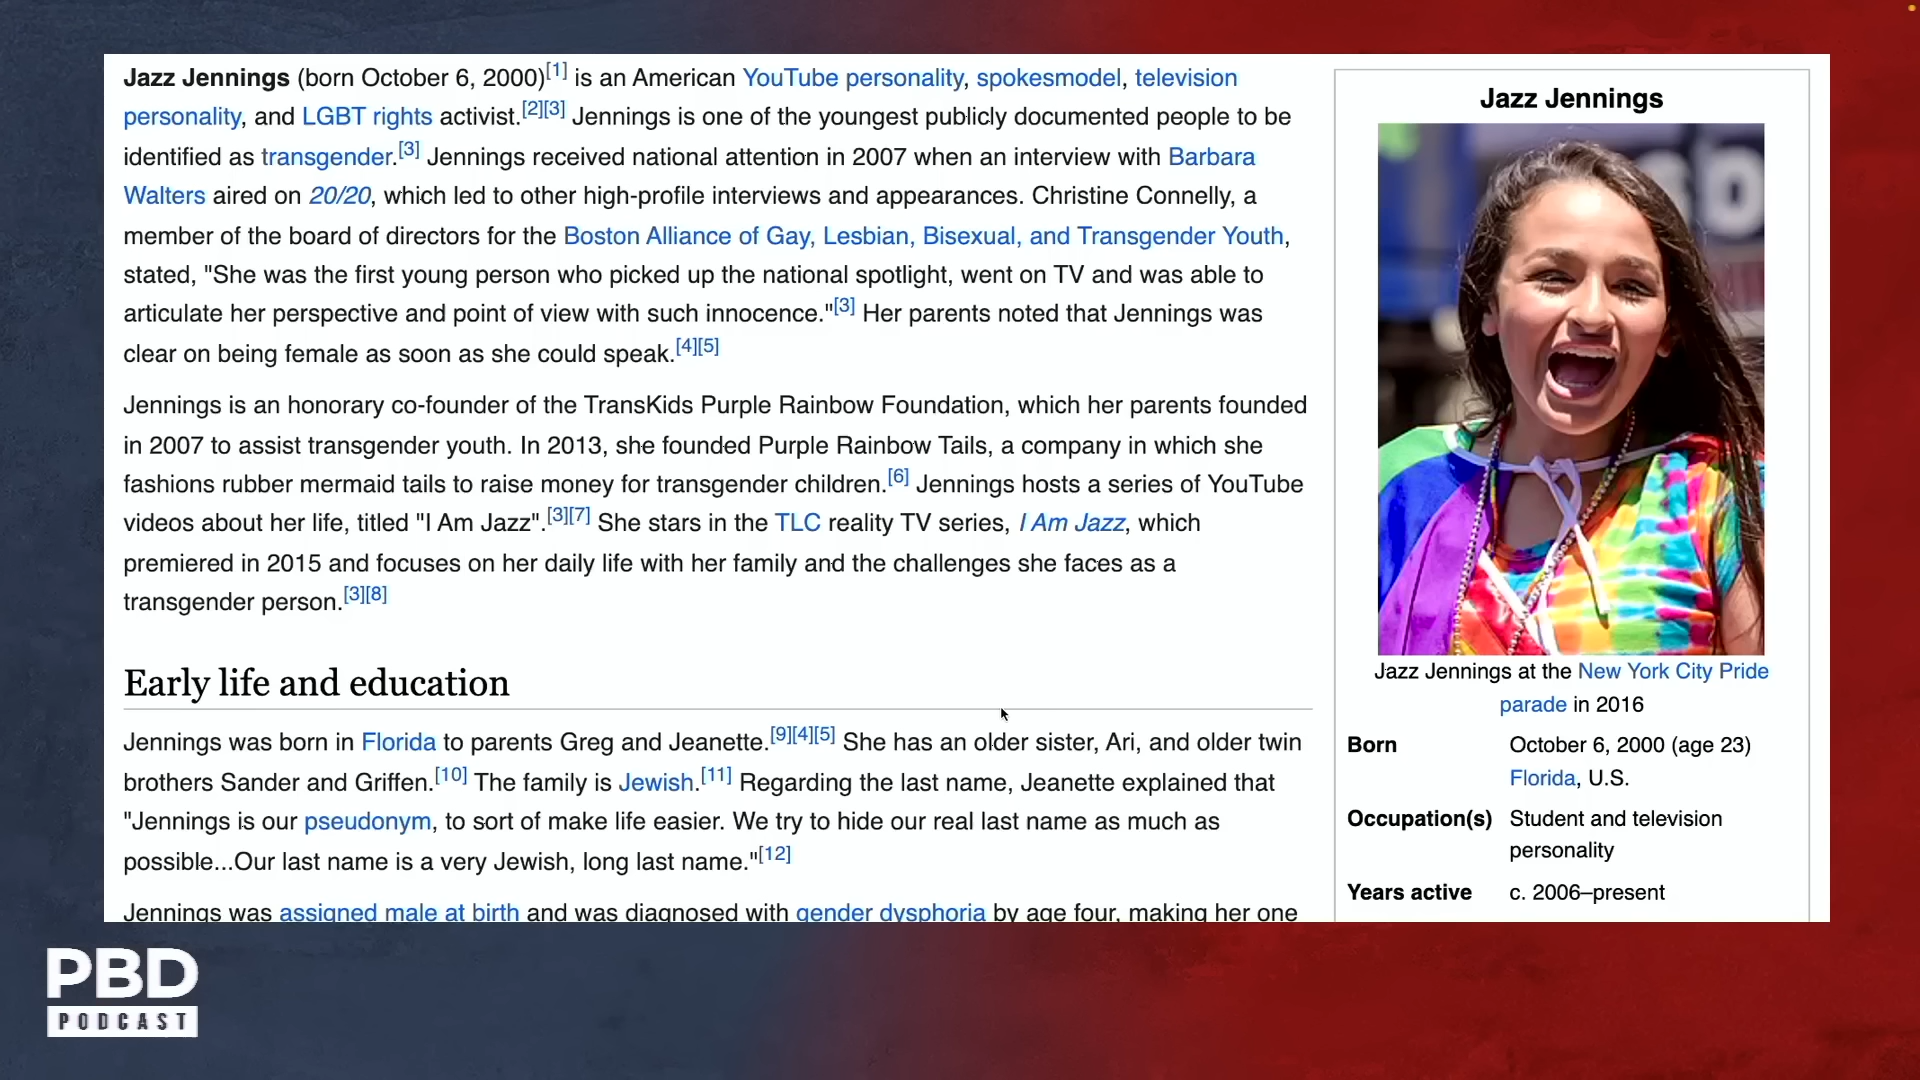 Jazz Jennings (born October 6, 2000)[1] is an American YouTube personality, spokesmodel, television
personality, and LGBT rights activist.[2][3] Jennings is one of the youngest publicly documented people to be
identified as transgender.[3] Jennings received national attention in 2007 when an interview with Barbara
Walters aired on 20/20, which led to other high-profile interviews and appearances. Christine Connelly, a
member of the board of directors for the Boston Alliance of Gay, Lesbian, Bisexual, and Transgender Youth,
stated, "She was the first young person who picked up the national spotlight, went on TV and was able to
articulate her perspective and point of view with such innocence."[3] Her parents noted that Jennings was
clear on being female as soon as she could speak.[4][5]
Jennings is an honorary co-founder of the TransKids Purple Rainbow Foundation, which her parents founded
in 2007 to assist transgender youth. In 2013, she founded Purple Rainbow Tails, a company in which she
fashions rubber mermaid tails to raise money for transgender children.[6] Jennings hosts a series of YouTube
videos about her life, titled "I Am Jazz".[3][7] She stars in the TLC reality TV series, I Am Jazz, which
premiered in 2015 and focuses on her daily life with her family and the challenges she faces as a
transgender person.[3][8]
Early life and education
Jennings was born in Florida to parents Greg and Jeanette.[9][4][5] She has an older sister, Ari, and older twin
brothers Sander and Griffen.[10] The family is Jewish.[11] Regarding the last name, Jeanette explained that
"Jennings is our pseudonym, to sort of make life easier. We try to hide our real last name as much as
possible...Our last name is a very Jewish, long last name."[12]
Jennings was assigned male at birth and was diagnosed with gender dysphoria by age four, making her one
Jazz Jennings
b
Jazz Jennings at the New York City Pride
parade in 2016
Born October 6, 2000 (age 23)
Florida, U.S.
Occupation(s) Student and television
personality
Years active c. 2006–present
PBD
PODCAST